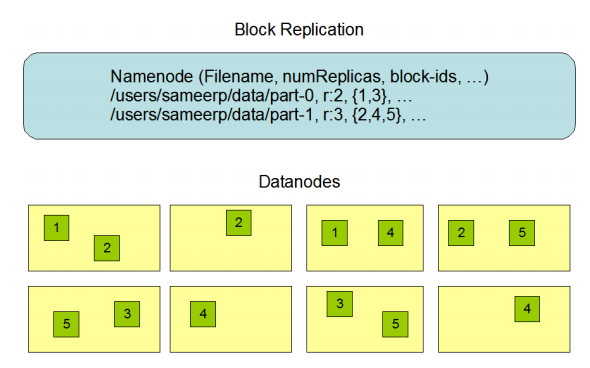 Block Replication
Namenode (Filename, numReplicas, block-ids, …)
/users/sameerp/data/part-0, r:2, {1,3}, …
/users/sameerp/data/part-1, r:3, {2,4,5}, …
Datanodes
1 2 2 1 4 2 5
5 3 4 3 5 4